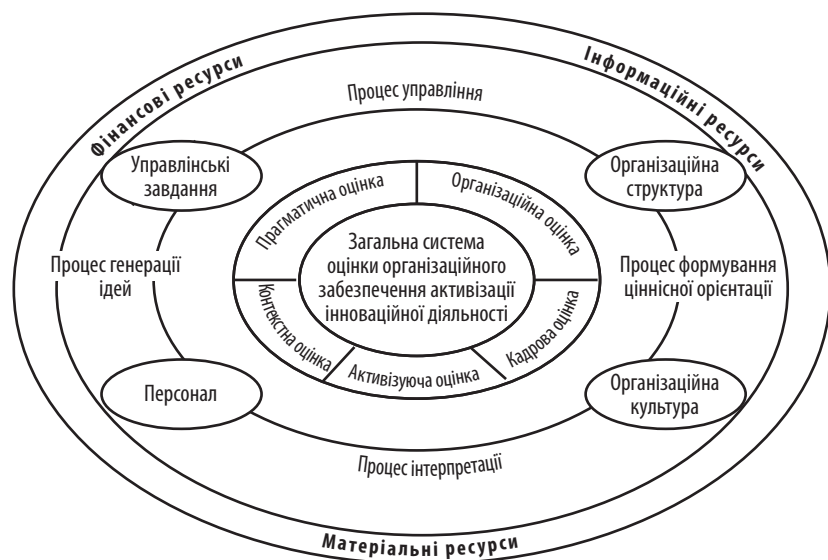 Фінансові ресурси
Інформаційні ресурси
Процес управління
Управлінські
завдання
Організаційна
структура
Прагматична оцінка
Організаційна оцінка
Загальна система
оцінки організаційного
забезпечення активізації
інноваційної діяльності
Процес генерації
ідей
Процес формування
ціннісної орієнтації
Контекстна оцінка
Активізуюча оцінка
Кадрова оцінка
Персонал
Організаційна
культура
Процес інтерпретації
Матеріальні ресурси